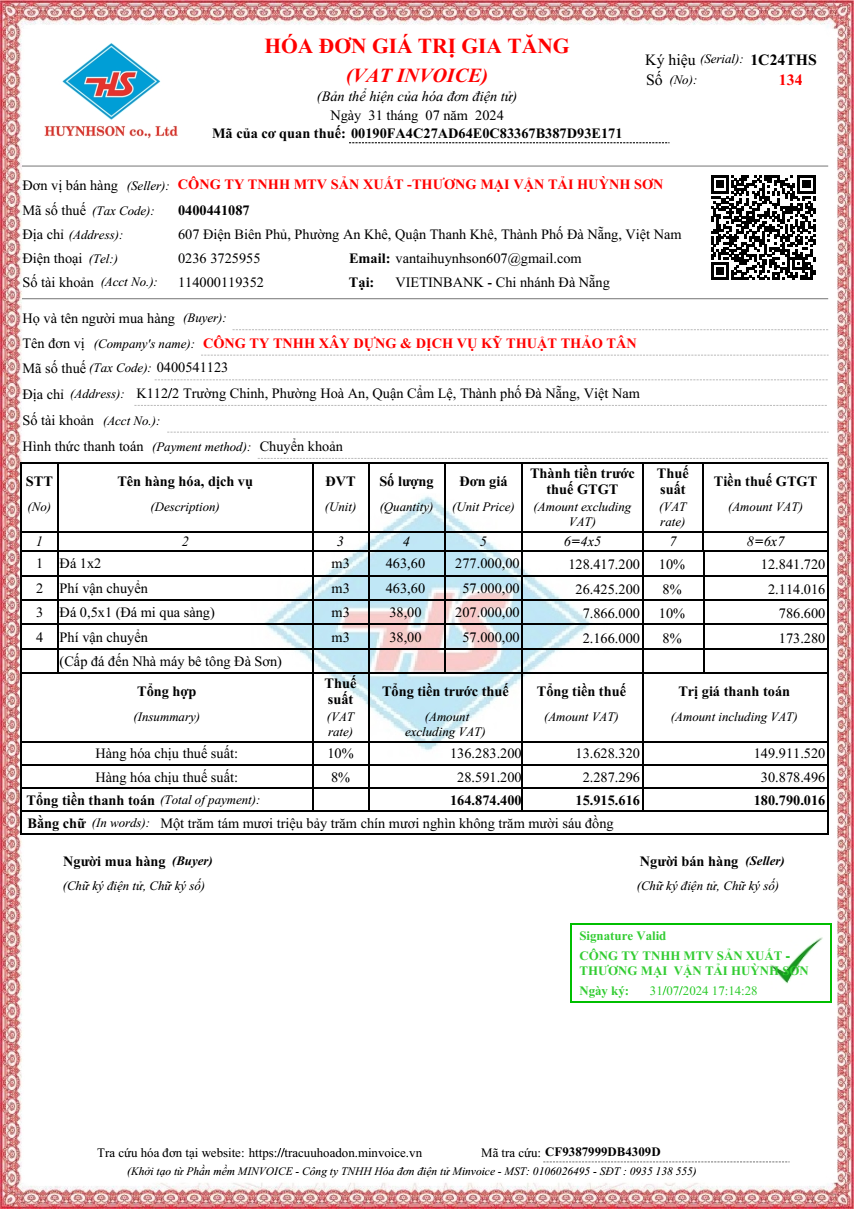 HS
HUYNHSON co., Ltd
HÓA ĐƠN GIÁ TRỊ GIA TĂNG
(VAT INVOICE)
(Bản thể hiện của hóa đơn điện tử)
Ngày 31 tháng 07 năm 2024
Mã của cơ quan thuế: 00190FA4C27AD64E0C83367B387D93E171
Ký hiệu (Serial): 1C24THS
Số (No): 134
Đơn vị bán hàng (Seller): CÔNG TY TNHH MTV SẢN XUẤT -THƯƠNG MẠI VẬN TẢI HUỲNH SƠN
Mã số thuế (Tax Code): 0400441087
Địa chỉ (Address): 607 Điện Biên Phủ, Phường An Khê, Quận Thanh Khê, Thành Phố Đà Nẵng, Việt Nam
Điện thoại (Tel:) 0236 3725955 Email: vantaihuynhson607@gmail.com
Số tài khoản (Acct No.): 114000119352 Tại: VIETINBANK - Chi nhánh Đà Nẵng
Họ và tên người mua hàng (Buyer):
Tên đơn vị (Company's name): CÔNG TY TNHH XÂY DỰNG & DỊCH VỤ KỸ THUẬT THẢO TÂN
Mã số thuế (Tax Code): 0400541123
Địa chỉ (Address): K112/2 Trường Chinh, Phường Hoà An, Quận Cẩm Lệ, Thành phố Đà Nẵng, Việt Nam
Số tài khoản (Acct No.):
Hình thức thanh toán (Payment method): Chuyển khoản
STT Tên hàng hóa, dịch vụ ĐVT Số lượng Đơn giá Thành tiền trước thuế GTGT Thuế suất Tiền thuế GTGT
(No) (Description) (Unit) (Quantity) (Unit Price) (Amount excluding VAT) (VAT rate) (Amount VAT)
1 2 3 4 5 6=4x5 7 8=6x7
1 Đá 1x2 m3 463,60 277.000,00 128.417.200 10% 12.841.720
2 Phí vận chuyển m3 463,60 57.000,00 26.425.200 8% 2.114.016
3 Đá 0,5x1 (Đá mi qua sàng) m3 38,00 207.000,00 7.866.000 10% 786.600
4 Phí vận chuyển m3 38,00 57.000,00 2.166.000 8% 173.280
(Cấp đá đến Nhà máy bê tông Đà Sơn)
Tổng hợp Thuế suất Tổng tiền trước thuế Tổng tiền thuế Trị giá thanh toán
(Insummary) (VAT rate) (Amount excluding VAT) (Amount VAT) (Amount including VAT)
Hàng hóa chịu thuế suất: 10% 136.283.200 13.628.320 149.911.520
Hàng hóa chịu thuế suất: 8% 28.591.200 2.287.296 30.878.496
Tổng tiền thanh toán (Total of payment): 164.874.400 15.915.616 180.790.016
Bằng chữ (In words): Một trăm tám mươi triệu bảy trăm chín mươi nghìn không trăm mười sáu đồng
Người mua hàng (Buyer) Người bán hàng (Seller)
(Chữ ký điện tử, Chữ ký số) (Chữ ký điện tử, Chữ ký số)
Signature Valid
CÔNG TY TNHH MTV SẢN XUẤT -
THƯƠNG MẠI VẬN TẢI HUỲNH SƠN
Ngày ký: 31/07/2024 17:14:28
Tra cứu hóa đơn tại website: https://tracuuhoadon.minvoice.vn Mã tra cứu: CF9387999DB4309D
(Khởi tạo từ Phần mềm MINVOICE - Công ty TNHH Hóa đơn điện tử Minvoice - MST: 0106026495 - SĐT : 0935 138 555)